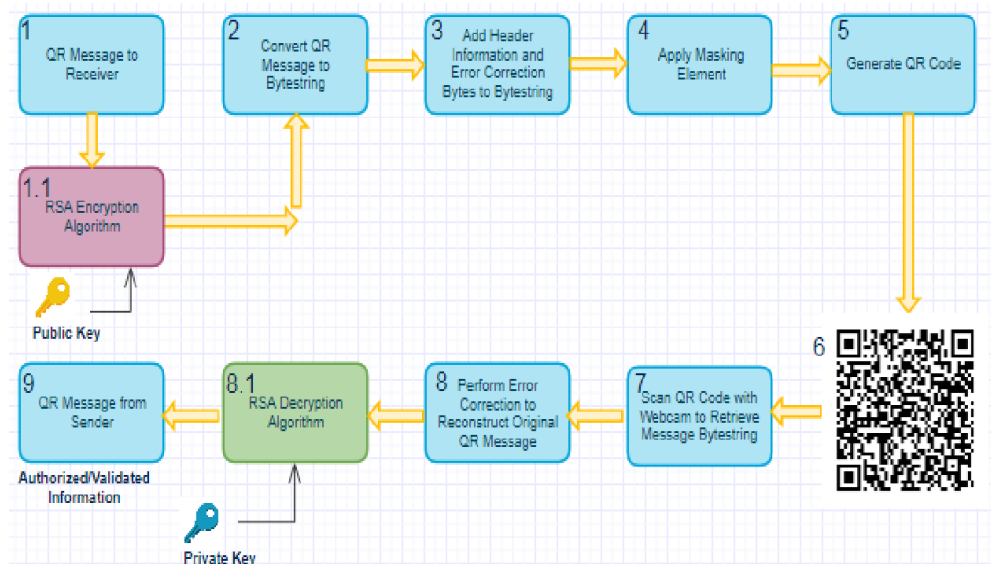 1
QR Message to
Receiver
2
Convert QR
Message to
Bytestring
3
Add Header
Information and
Error Correction
Bytes to Bytestring
4
Apply Masking
Element
5
Generate QR Code
1.1
RSA Encryption
Algorithm
Public Key
6
7
Scan QR Code with
Webcam to Retrieve
Message Bytestring
8
Perform Error
Correction to
Reconstruct Original
QR Message
8.1
RSA Decryption
Algorithm
9
QR Message from
Sender
Authorized/Validated
Information
Private Key